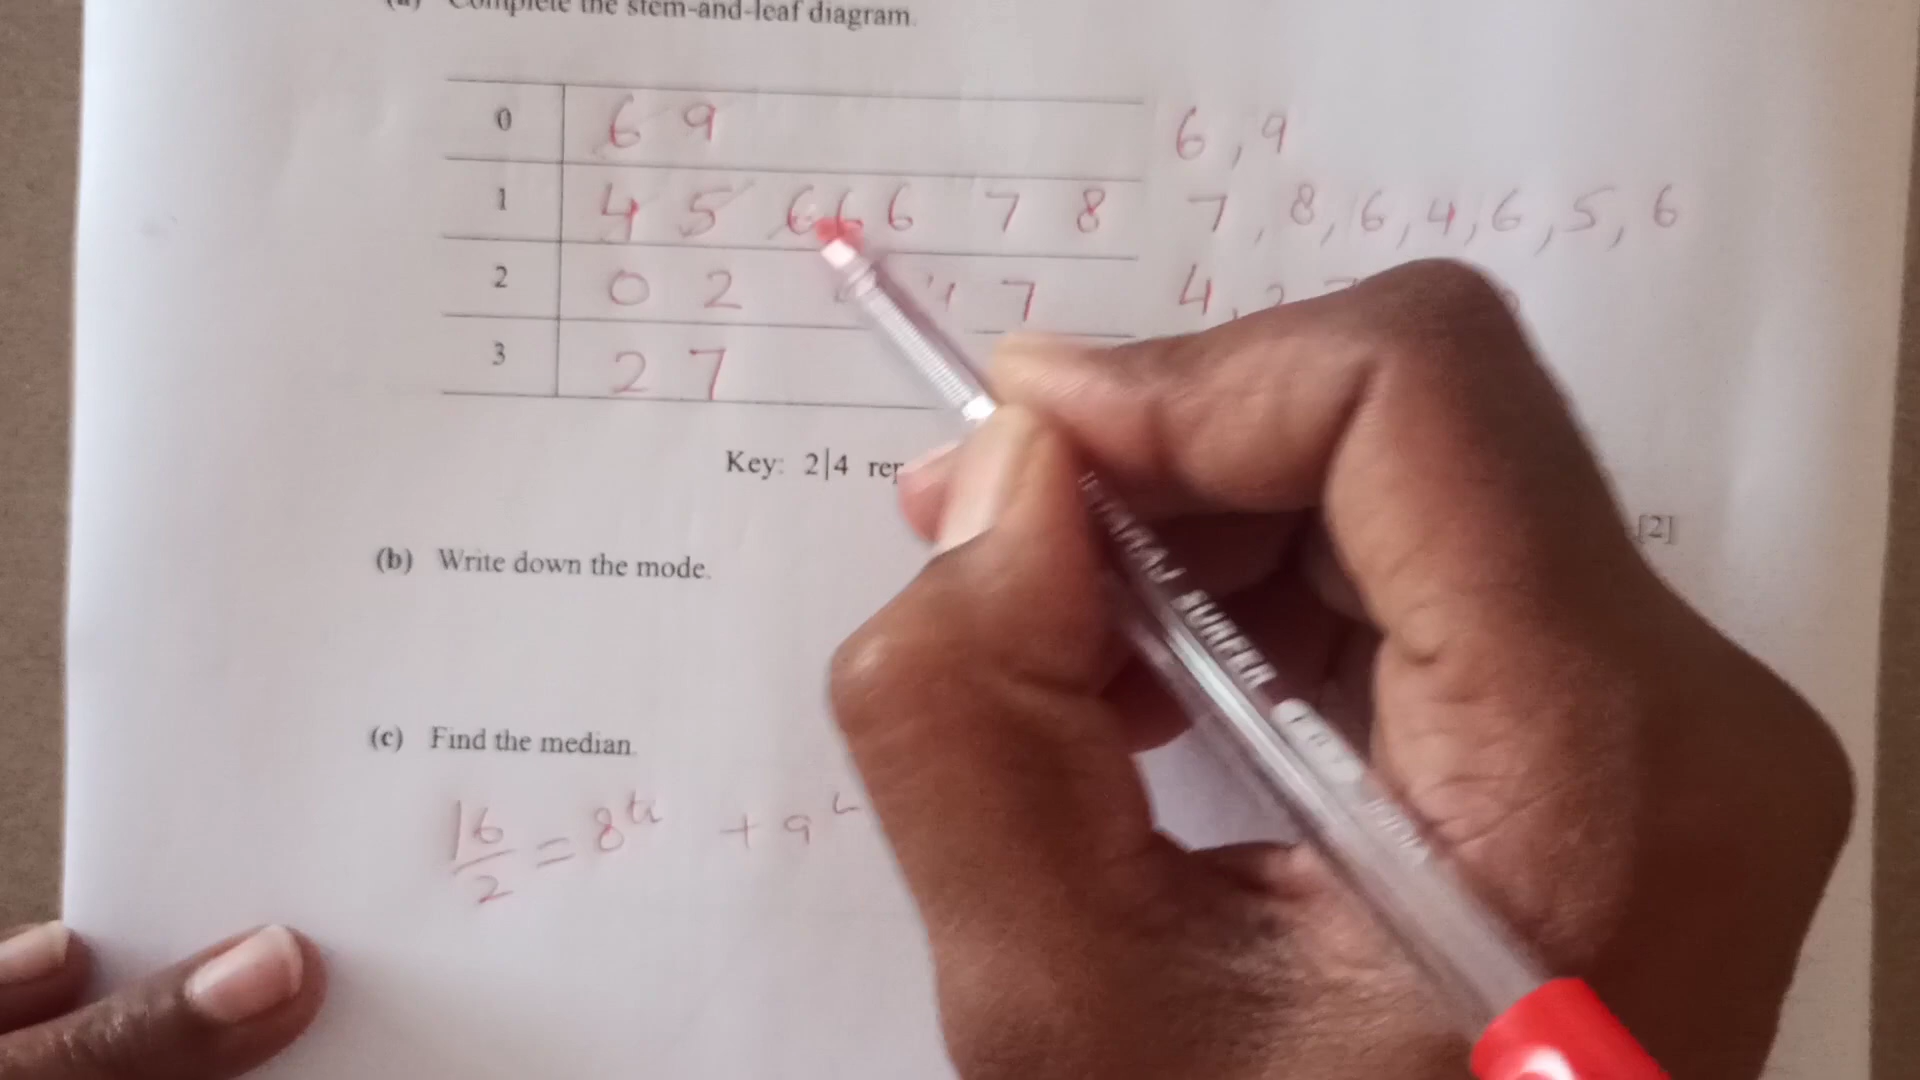 Complete the stem-and-leaf diagram.
0 6 9 6,9
1 4 5 6 6 6 7 8 7,8,6,4,6,5,6
2 0 2 4 7 4,2
3 2 7
Key: 2|4
[2]
(b) Write down the mode.
(c) Find the median.
16/2 = 8th + 9